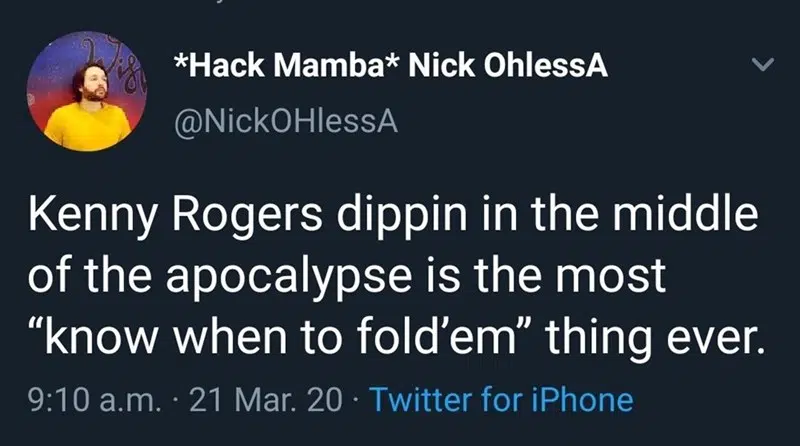 *Hack Mamba* Nick OhlessA
@NickOHlessA
Kenny Rogers dippin in the middle
of the apocalypse is the most
“know when to fold’em” thing ever.
9:10 a.m. · 21 Mar. 20 · Twitter for iPhone